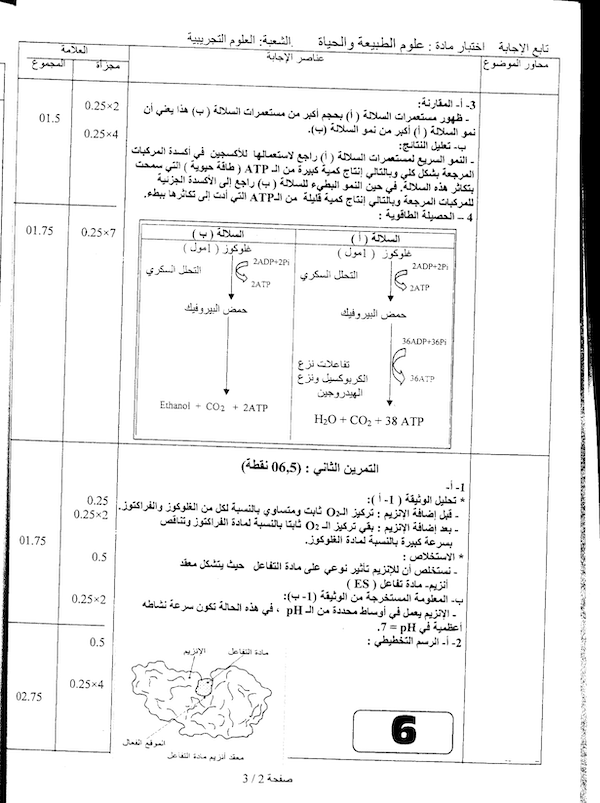 تابع الإجابة اختبار مادة : علوم الطبيعة والحياة .الشعبة: العلوم التجريبية
محاور الموضوع
عناصر الإجابة
العلامة
مجزأة
المجموع
3- أ- المقارنة:
- ظهور مستعمرات السلالة ( أ) بحجم أكبر من مستعمرات السلالة ( ب) هذا يعني أن
نمو السلالة ( أ) أكبر من نمو السلالة (ب).
0.25×2
0.25×4
01.5
ب- تعليل النتائج:
- النمو السريع لمستعمرات السلالة ( أ) راجع لاستعمالها للأكسجين في أكسدة المركبات
المرجعة بشكل كلي وبالتالي إنتاج كمية كبيرة من الـ ATP ( طاقة حيوية ) التي سمحت
بتكاثر هذه السلالة. في حين النمو البطيء للسلالة ( ب) راجع إلى الأكسدة الجزئية
للمركبات المرجعة وبالتالي إنتاج كمية قليلة من الـATP التي أدت إلى تكاثرها ببطء.
4 – الحصيلة الطاقوية :
0.25×7
01.75
السلالة ( أ )
غلوكوز ( 1مول )
2ADP+2Pi
2ATP
التحلل السكري
حمض البيروفيك
36ADP+36Pi
36ATP
تفاعلات نزع
الكربوكسيل ونزع
الهيدروجين
H2O + CO2 + 38 ATP
السلالة ( ب )
غلوكوز ( 1مول )
2ADP+2Pi
2ATP
التحلل السكري
حمض البيروفيك
Ethanol + CO2 + 2ATP
التمرين الثاني : (06,5 نقطة)
1- أ-
* تحليل الوثيقة ( 1- أ ):
- قبل إضافة الإنزيم : تركيز الـO2 ثابت ومتساوي بالنسبة لكل من الغلوكوز والفراكتوز.
- بعد إضافة الإنزيم : بقي تركيز الـ O2 ثابتا بالنسبة لمادة الفراكتوز وتناقص
بسرعة كبيرة بالنسبة لمادة الغلوكوز.
0.25
0.25×2
01.75
* الاستخلاص :
- نستخلص أن للإنزيم تأثير نوعي على مادة التفاعل حيث يتشكل معقد
أنزيم- مادة تفاعل ( ES )
0.5
ب- المعلومة المستخرجة من الوثيقة (1- ب):
- الإنزيم يعمل في أوساط محددة من الـ pH ، في هذه الحالة تكون سرعة نشاطه
أعظمية في pH = 7.
0.25×2
2- أ- الرسم التخطيطي :
0.5
0.25×4
02.75
مادة التفاعل
الإنزيم
الموقع الفعال
معقد أنزيم مادة التفاعل
6
صفحة 2 / 3